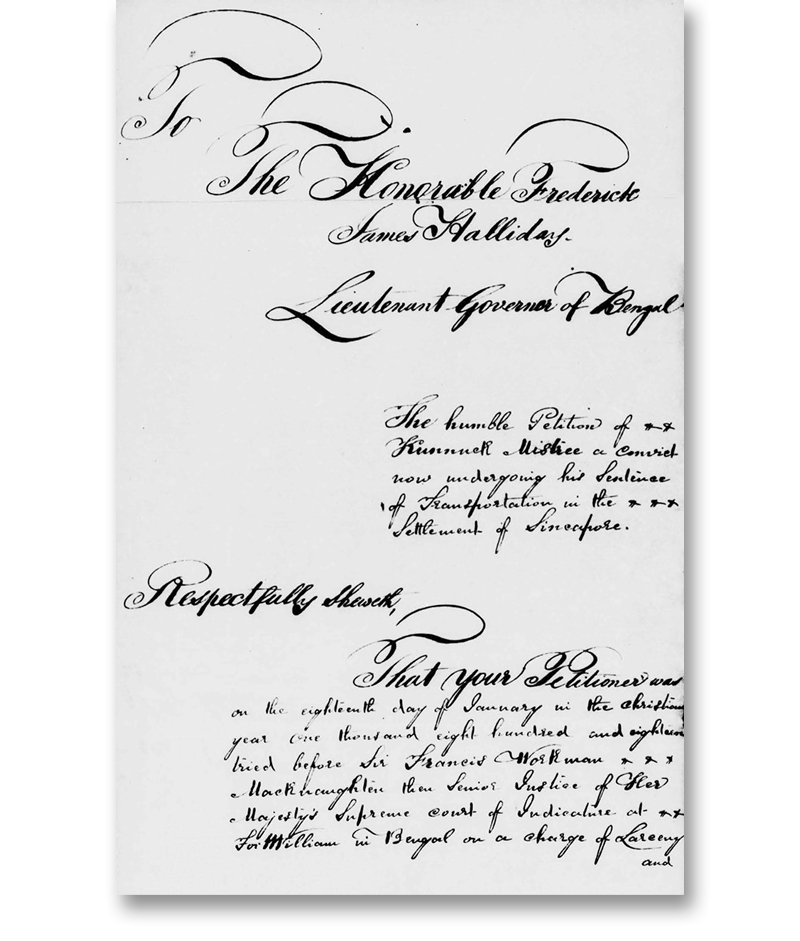 To
The Honorable Frederick
James Halliday.
Lieutenant Governor of Bengal
The humble Petition of * *
Kunnuck Mistree a convict
now undergoing his Sentence
of Transportation in the * * *
Settlement of Sincapore.
Respectfully Sheweth,
That your Petitioner was
on the eighteenth day of January in the christian
year one thousand eight hundred and eighteen
tried before Sir Francis Workman * * *
Macknaughten then Senior Justice of Her
Majesty's Supreme court of Judicature at * *
Fort William in Bengal on a charge of Larceny
and